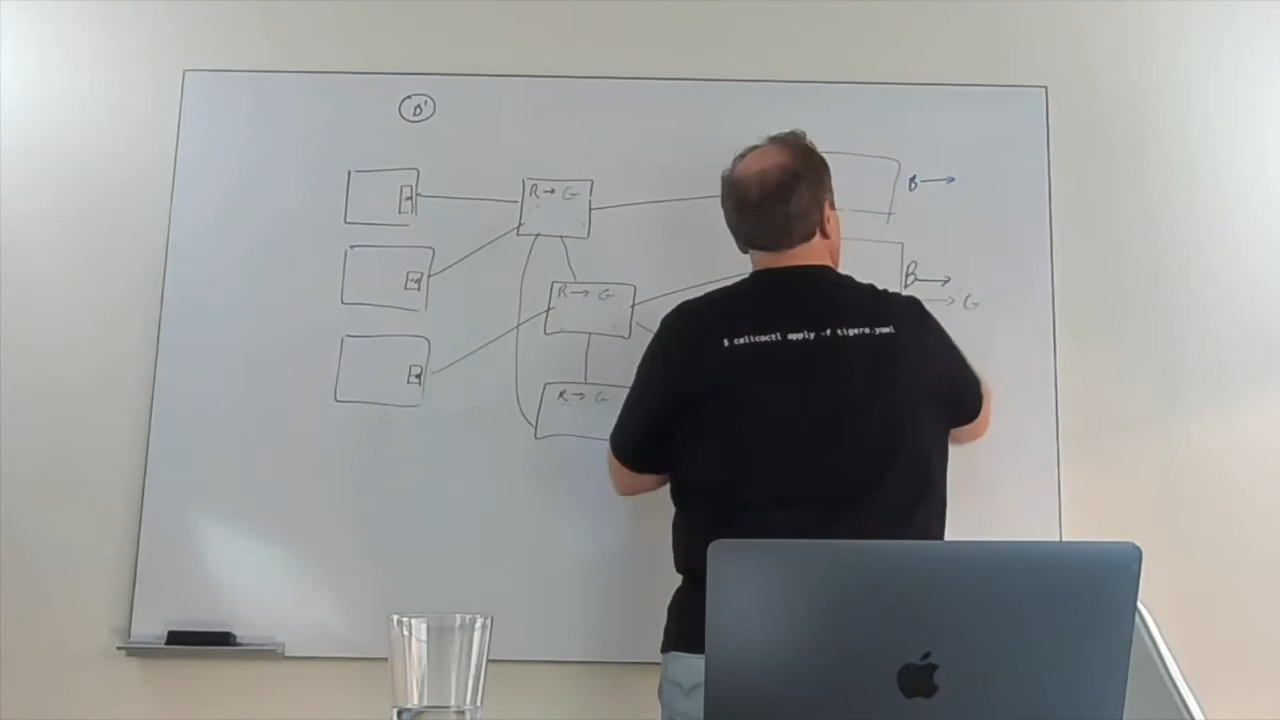 B'
R → G
B →
R → G
B →
→ G
$ calicoctl apply -f tigera.yaml
R → G